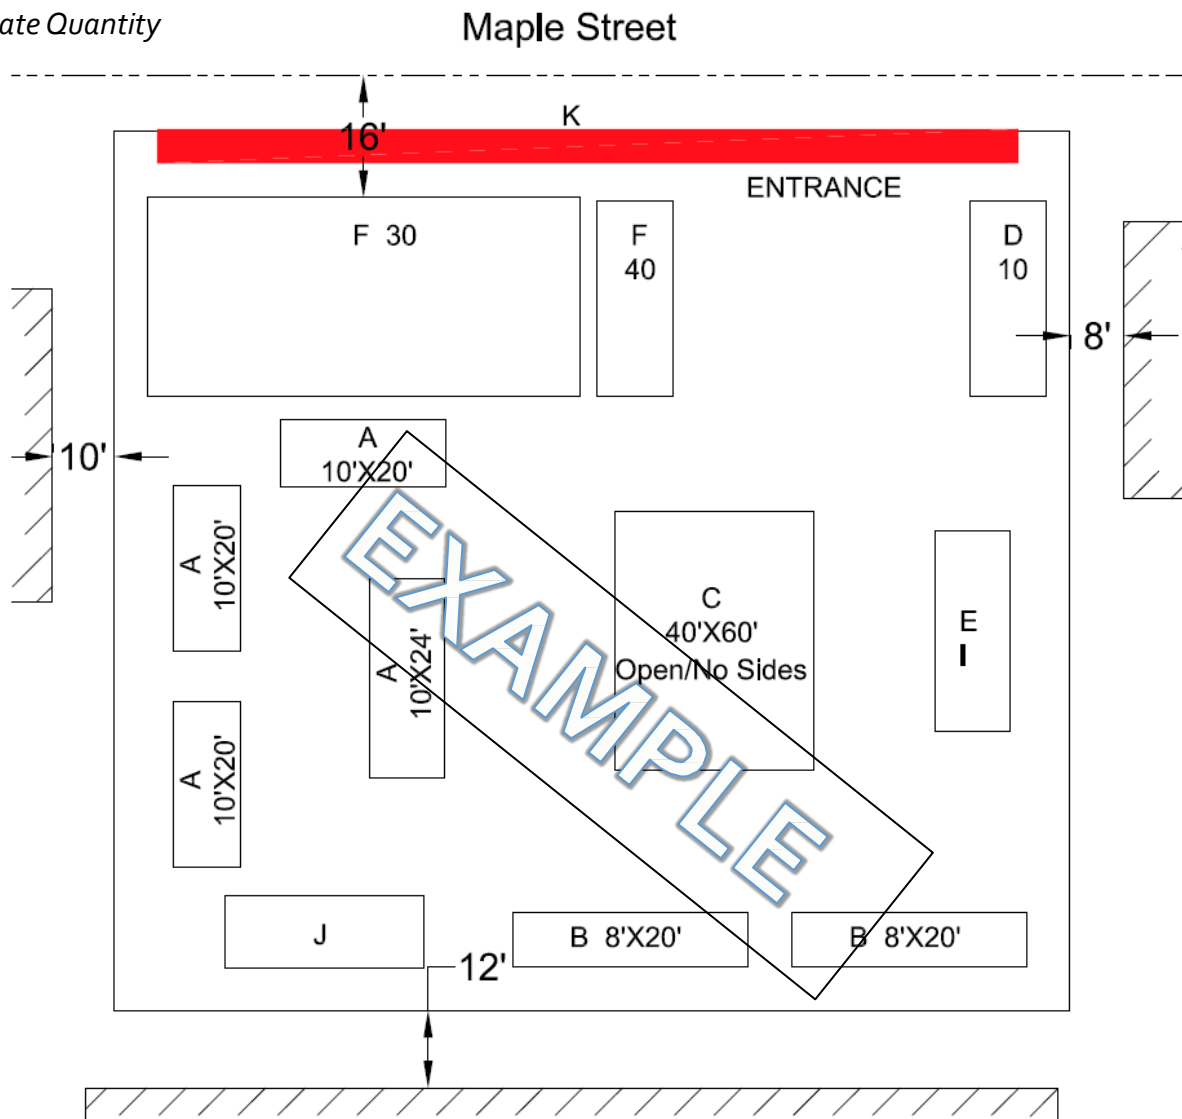 ate Quantity
Maple Street
K
16'
ENTRANCE
F 30
F
40
D
10
8'
10'
A
10'X20'
A
10'X20'
A
10'X24'
C
40'X60'
Open/No Sides
E
I
EXAMPLE
A
10'X20'
J
B 8'X20'
B 8'X20'
12'